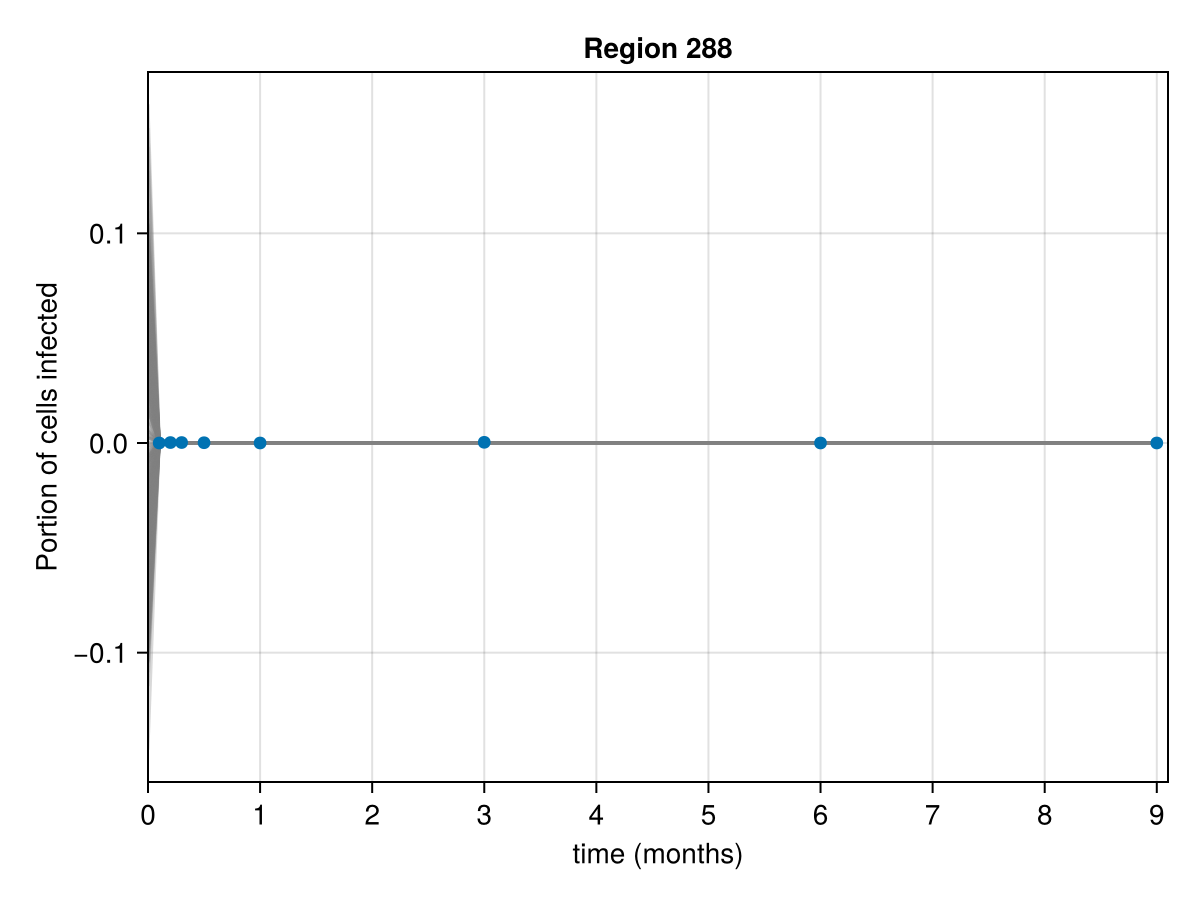 Region 288
Portion of cells infected
0.1
0.0
−0.1
0 1 2 3 4 5 6 7 8 9
time (months)